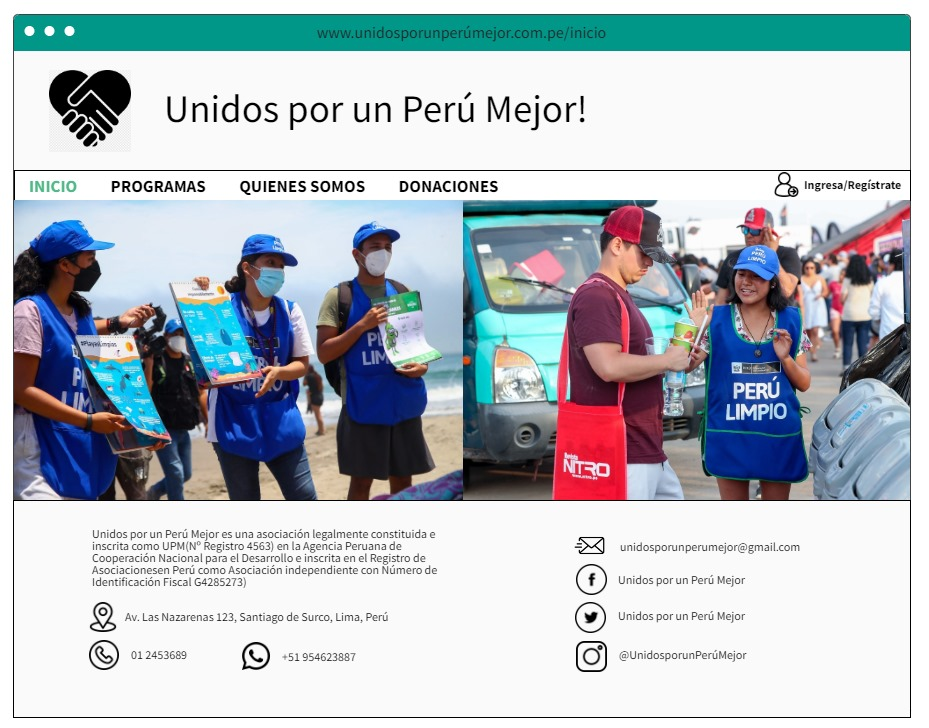 www.unidosporunperúmejor.com.pe/inicio
Unidos por un Perú Mejor!
INICIO PROGRAMAS QUIENES SOMOS DONACIONES Ingresa/Regístrate
#PlayasLimpias
PERÚ
LIMPIO
PERÚ
LIMPIO
Revista
NITRO
Unidos por un Perú Mejor es una asociación legalmente constituida e
inscrita como UPM(Nº Registro 4563) en la Agencia Peruana de
Cooperación Nacional para el Desarrollo e inscrita en el Registro de
Asociacionesen Perú como Asociación independiente con Número de
Identificación Fiscal G4285273)
Av. Las Nazarenas 123, Santiago de Surco, Lima, Perú
01 2453689 +51 954623887
unidosporunperumejor@gmail.com
Unidos por un Perú Mejor
Unidos por un Perú Mejor
@UnidosporunPerúMejor